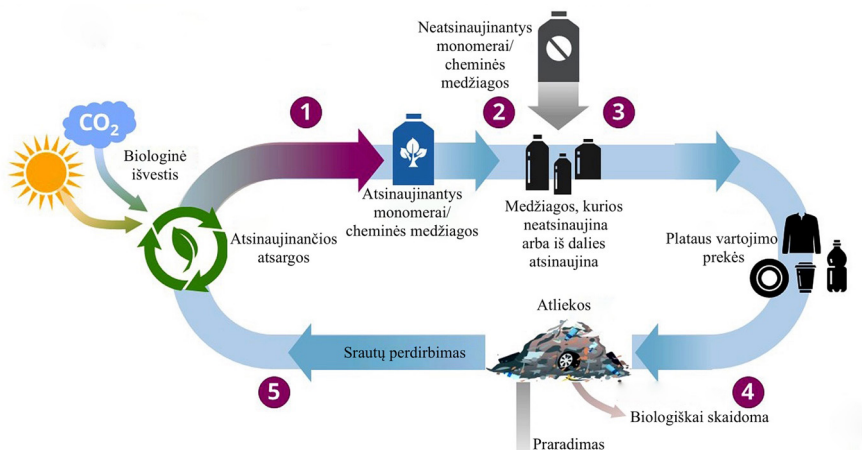 Neatsinaujinantys
monomerai/
cheminės
medžiagos
1
2
3
CO2
Biologinė
išvestis
Atsinaujinantys
monomerai/
cheminės medžiagos
Medžiagos, kurios
neatsinaujina
arba iš dalies
atsinaujina
Atsinaujinančios
atsargos
Plataus vartojimo
prekės
Atliekos
Srautų perdirbimas
5
4
Biologiškai skaidoma
Praradimas